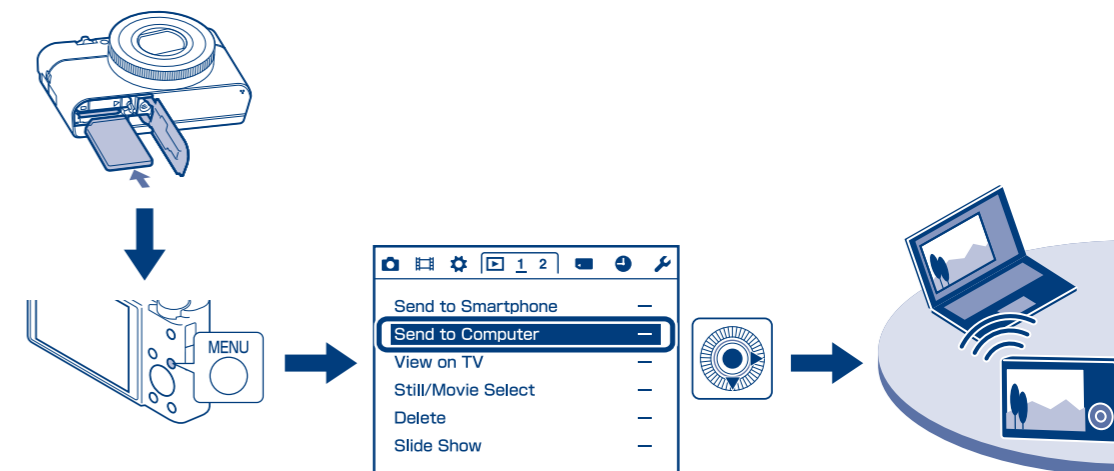 MENU
1 2
Send to Smartphone —
Send to Computer —
View on TV —
Still/Movie Select —
Delete —
Slide Show —